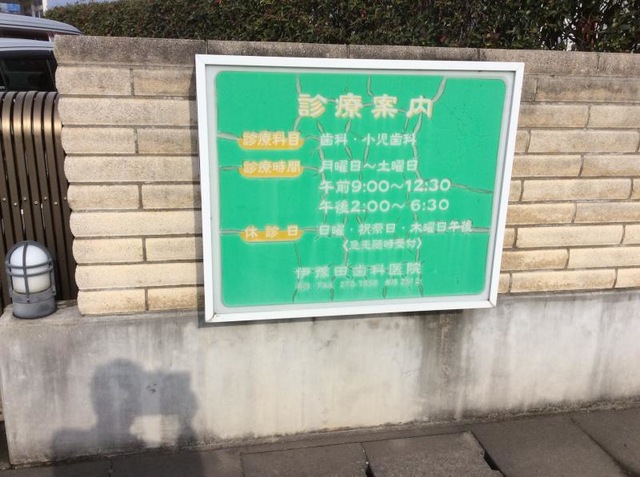 診療案内
診療科目 歯科・小児歯科
診療時間 月曜日～土曜日
午前9:00～12:30
午後2:00～6:30
休診日 日曜・祝祭日・木曜日午後
〈急患随時受付〉
伊豫田歯科医院